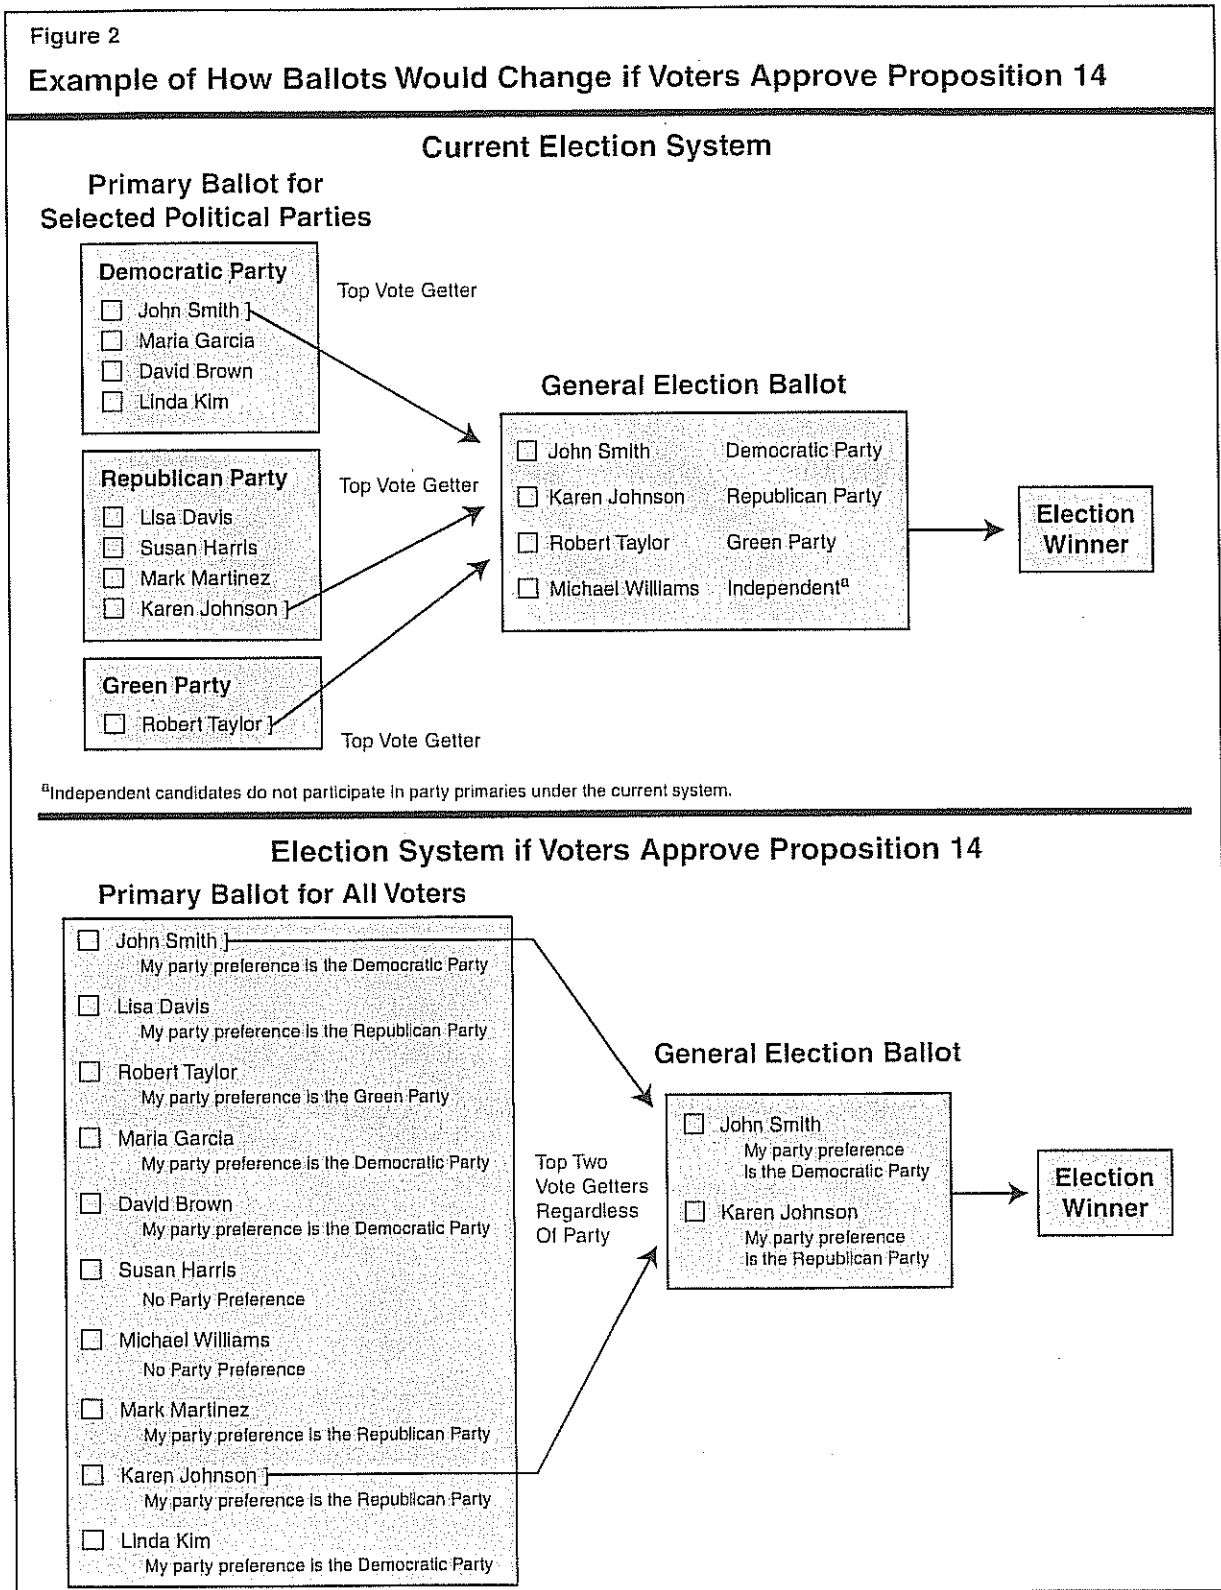 Figure 2
Example of How Ballots Would Change if Voters Approve Proposition 14
Current Election System
Primary Ballot for
Selected Political Parties
Democratic Party
John Smith ]
Maria Garcia
David Brown
Linda Kim
Top Vote Getter
Republican Party
Lisa Davis
Susan Harris
Mark Martinez
Karen Johnson ]
Top Vote Getter
Green Party
Robert Taylor ]
Top Vote Getter
General Election Ballot
John Smith Democratic Party
Karen Johnson Republican Party
Robert Taylor Green Party
Michael Williams Independentᵃ
Election
Winner
ᵃIndependent candidates do not participate in party primaries under the current system.
Election System if Voters Approve Proposition 14
Primary Ballot for All Voters
John Smith ]
My party preference is the Democratic Party
Lisa Davis
My party preference is the Republican Party
Robert Taylor
My party preference is the Green Party
Maria Garcia
My party preference is the Democratic Party
David Brown
My party preference is the Democratic Party
Susan Harris
No Party Preference
Michael Williams
No Party Preference
Mark Martinez
My party preference is the Republican Party
Karen Johnson ]
My party preference is the Republican Party
Linda Kim
My party preference is the Democratic Party
Top Two
Vote Getters
Regardless
Of Party
General Election Ballot
John Smith
My party preference
is the Democratic Party
Karen Johnson
My party preference
is the Republican Party
Election
Winner